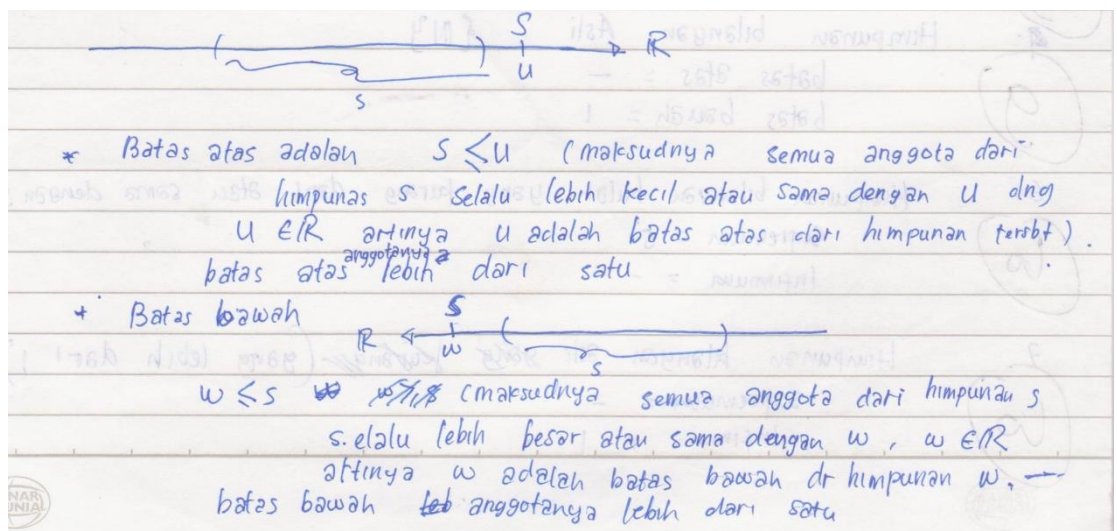 S
( ) ℝ
u
s
* Batas atas adalah S ≤ u (maksudnya semua anggota dari
himpunas s selalu lebih kecil atau sama dengan u dng
u ∈ ℝ artinya u adalah batas atas dari himpunan tersbt).
anggotanya
batas atas lebih dari satu
* Batas bawah
S
ℝ w ( )
s
w ≤ s (maksudnya semua anggota dari himpunan s
s.elalu lebih besar atau sama dengan w, w ∈ ℝ
artinya w adalah batas bawah dr himpunan w. —
batas bawah anggotanya lebih dari satu